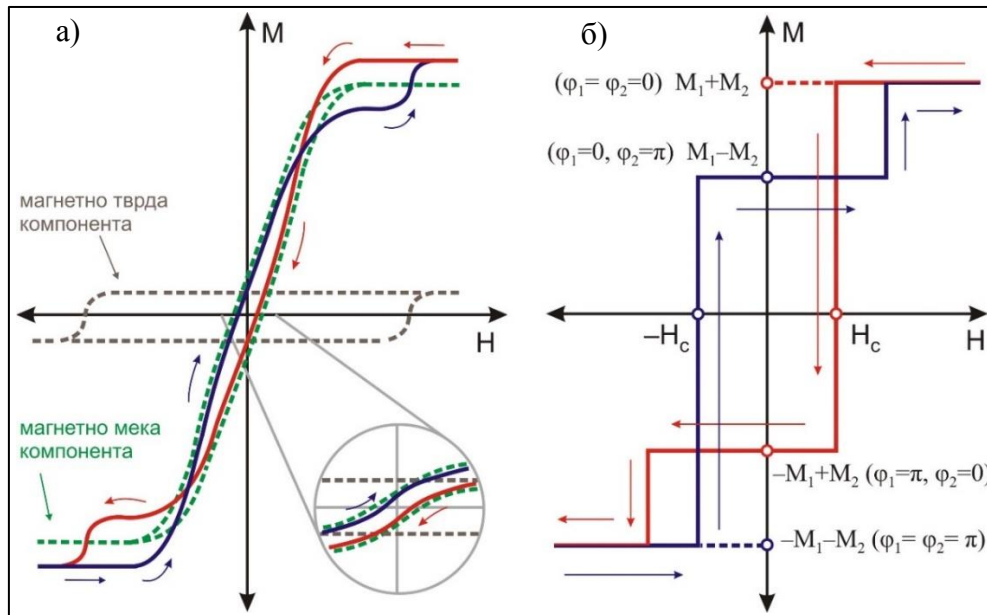 а)
M
магнетно тврда
компонента
H
магнетно мека
компонента
б)
M
(φ₁= φ₂=0) M₁+M₂
(φ₁=0, φ₂=π) M₁–M₂
–Hc
Hc
H
–M₁+M₂ (φ₁=π, φ₂=0)
–M₁–M₂ (φ₁= φ₂= π)